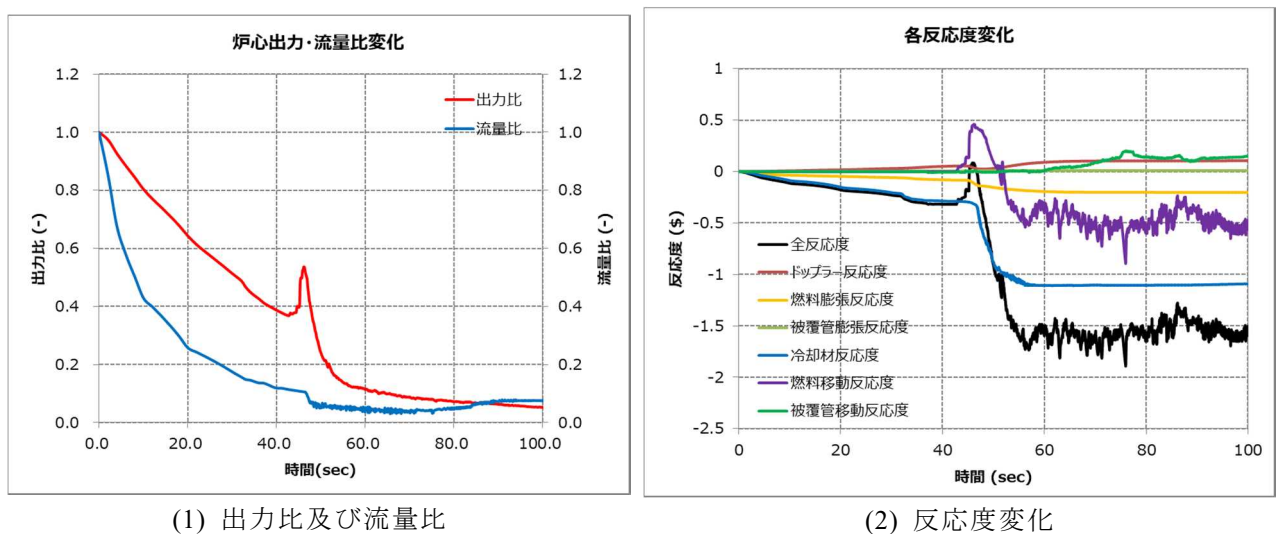 炉心出力・流量比変化
1.2
1.0
0.8
0.6
0.4
0.2
0.0
出力比 (-)
出力比
流量比
1.2
1.0
0.8
0.6
0.4
0.2
0.0
流量比 (-)
0.0 20.0 40.0 60.0 80.0 100.0
時間(sec)
(1) 出力比及び流量比
各反応度変化
1
0.5
0
-0.5
-1
-1.5
-2
-2.5
反応度 ($)
全反応度
ドップラー反応度
燃料膨張反応度
被覆管膨張反応度
冷却材反応度
燃料移動反応度
被覆管移動反応度
0 20 40 60 80 100
時間 (sec)
(2) 反応度変化